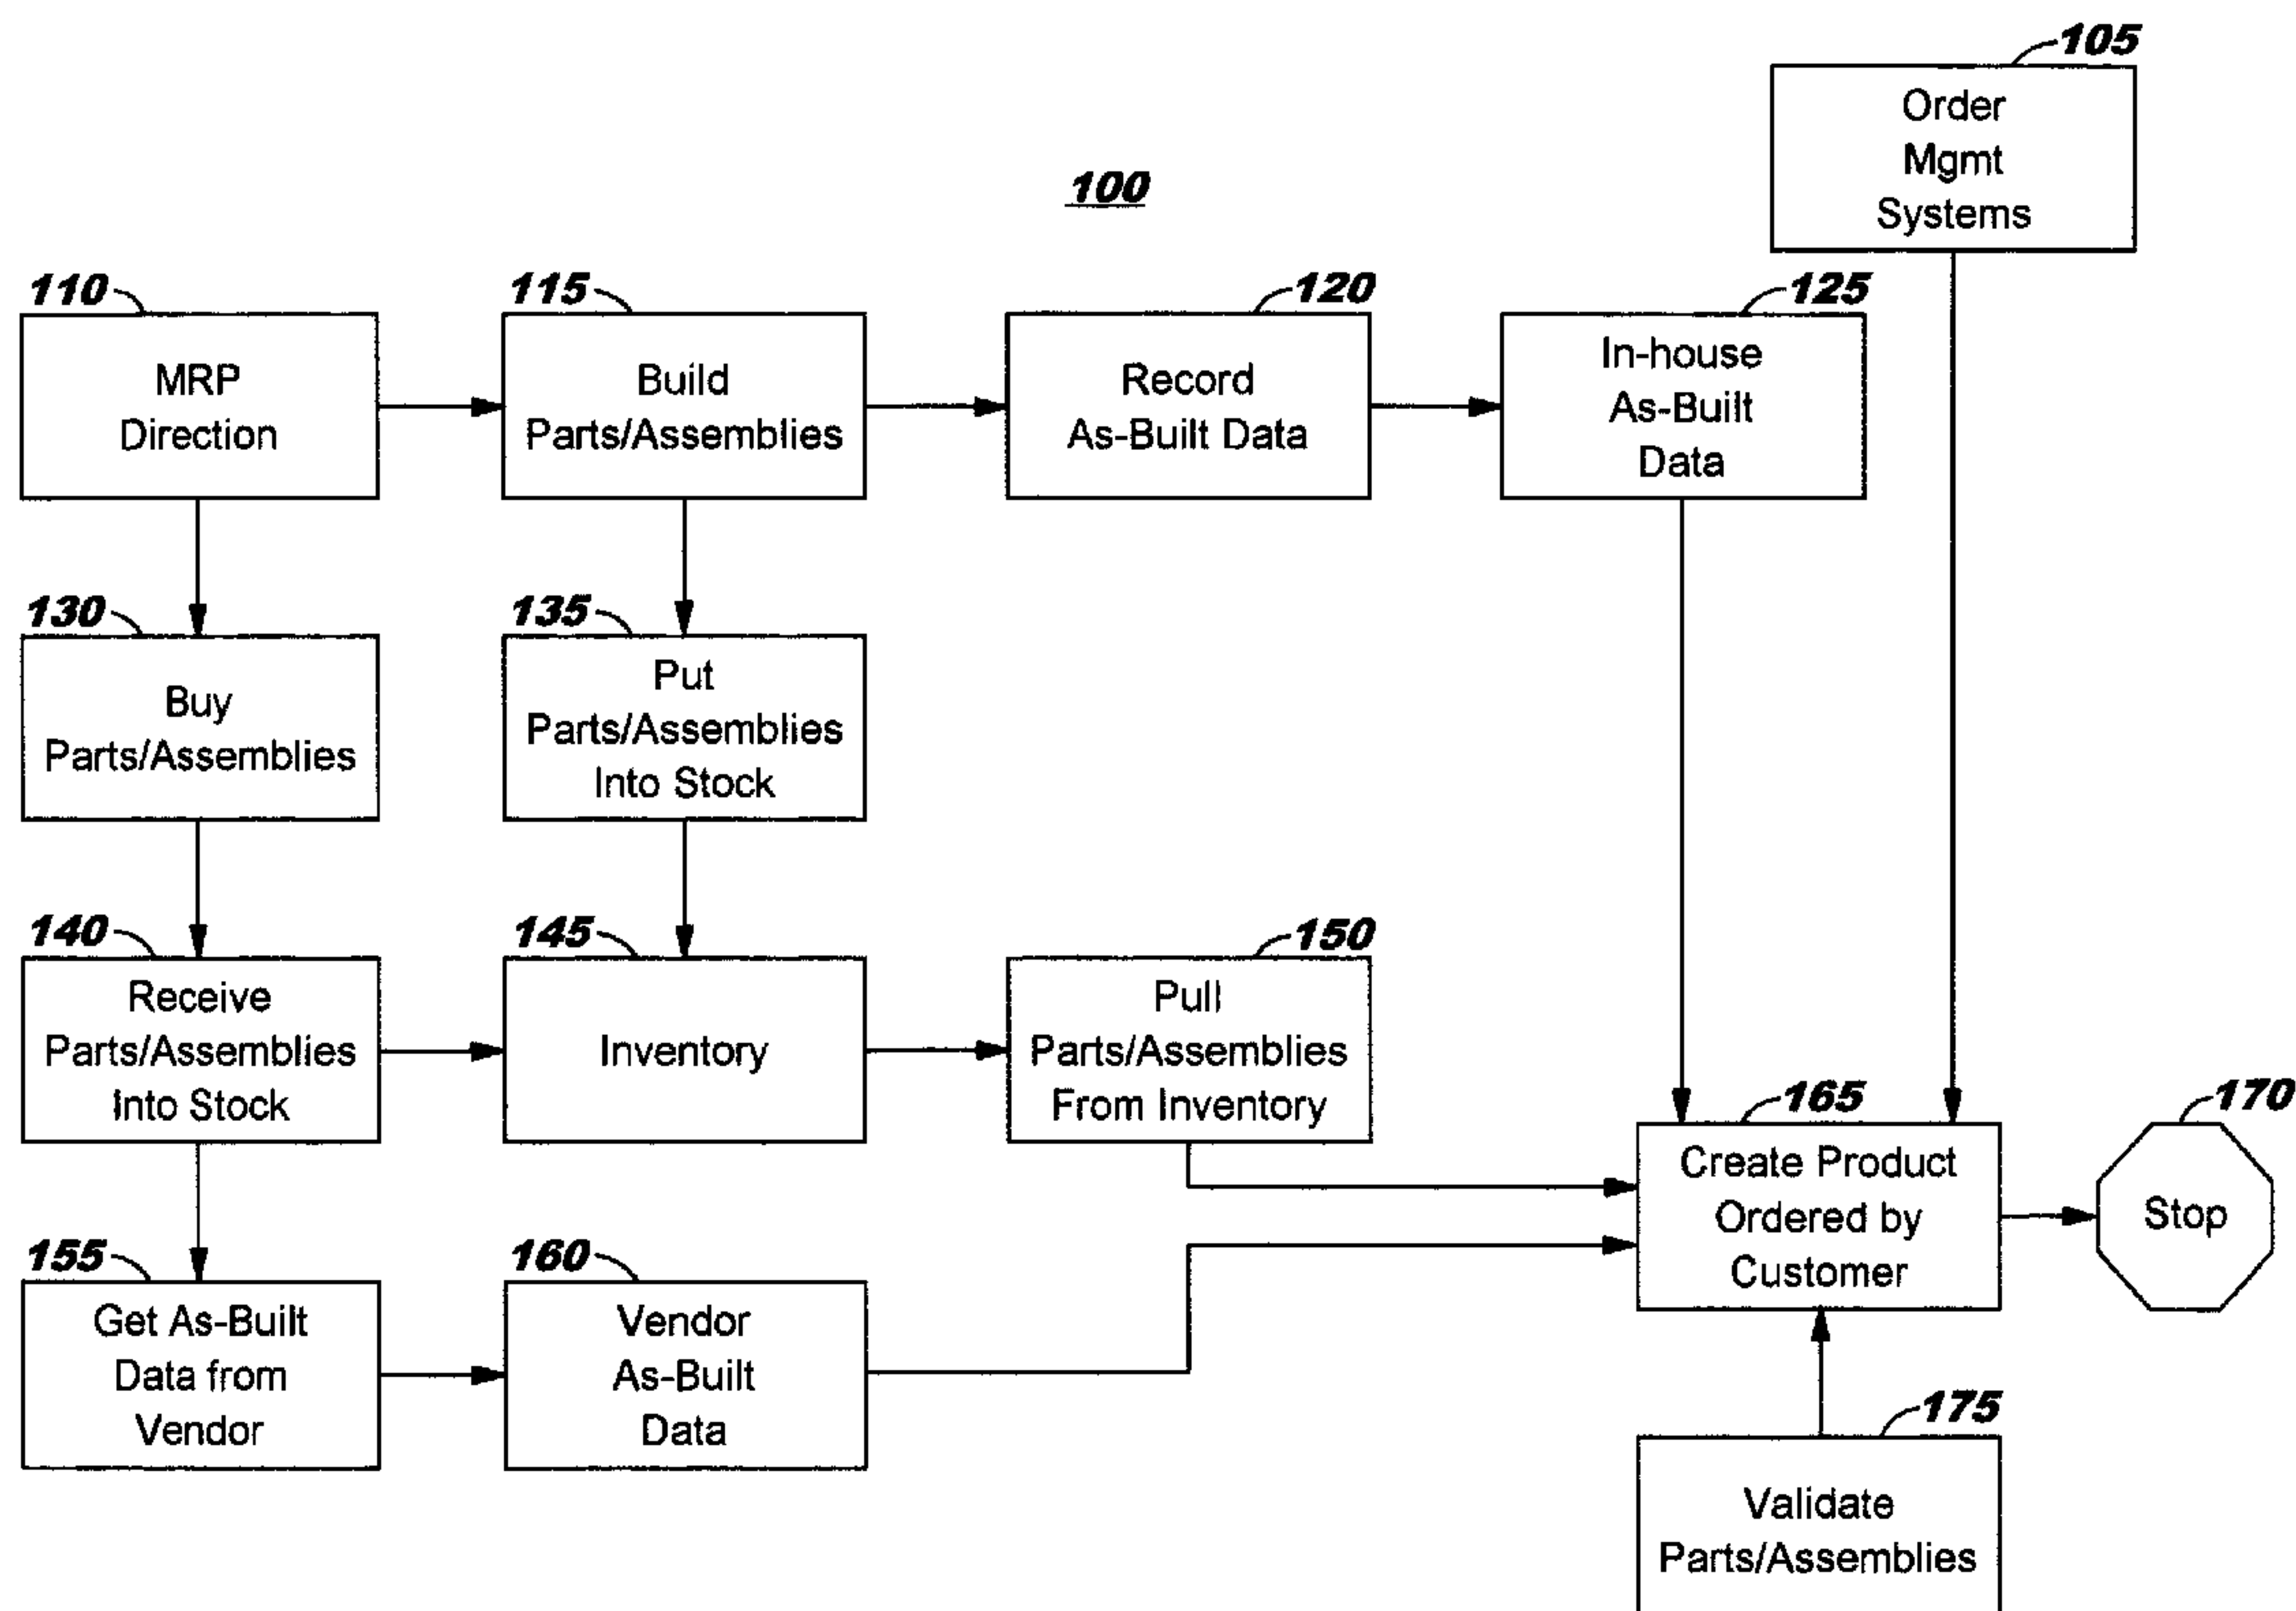 105
Order
Mgmt
Systems
100
110
MRP
Direction
115
Build
Parts/Assemblies
120
Record
As-Built Data
125
In-house
As-Built
Data
130
Buy
Parts/Assemblies
135
Put
Parts/Assemblies
Into Stock
140
Receive
Parts/Assemblies
Into Stock
145
Inventory
150
Pull
Parts/Assemblies
From Inventory
165
Create Product
Ordered by
Customer
170
Stop
155
Get As-Built
Data from
Vendor
160
Vendor
As-Built
Data
175
Validate
Parts/Assemblies